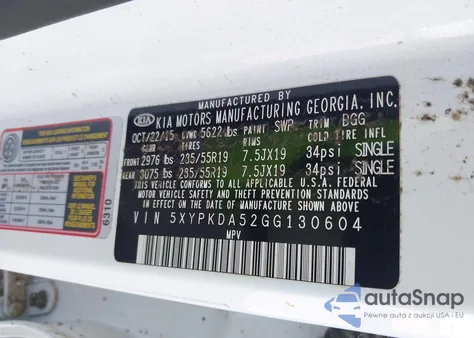 MANUFACTURED BY
KIA KIA MOTORS MANUFACTURING GEORGIA, INC.
OCT/22/15 GVWR 5622 lbs PAINT SWP TRIM BGG
GAWR TIRES RIMS COLD TIRE INFL
FRONT 2976 lbs 235/55R19 7.5JX19 34psi SINGLE
REAR 3075 lbs 235/55R19 7.5JX19 34psi SINGLE
THIS VEHICLE CONFORMS TO ALL APPLICABLE U.S.A. FEDERAL
MOTOR VEHICLE SAFETY, BUMPER, AND THEFT PREVENTION
STANDARDS IN EFFECT ON THE DATE OF MANUFACTURE SHOWN ABOVE.
VIN 5XYPKDA52GG130604
MPV
6310
autoSnap
Pewne auta z aukcji USA i EU